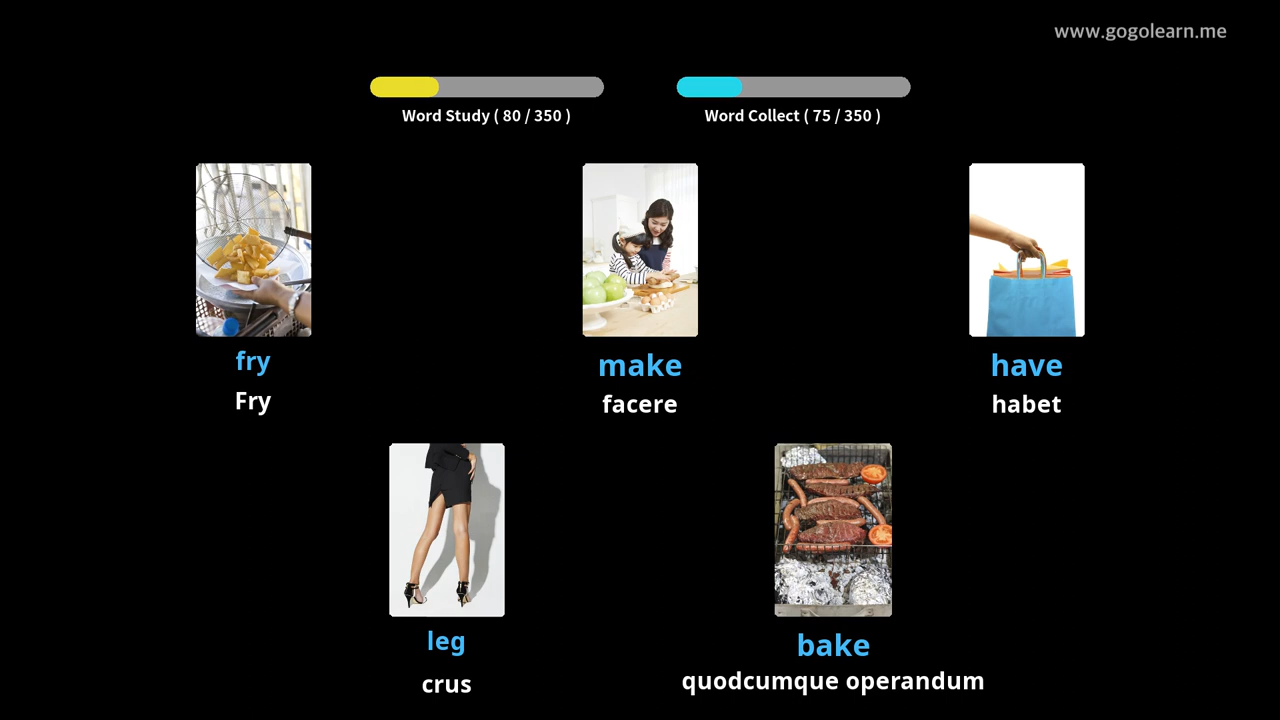 www.gogolearn.me
Word Study ( 80 / 350 )
Word Collect ( 75 / 350 )
fry
Fry
make
facere
have
habet
leg
crus
bake
quodcumque operandum